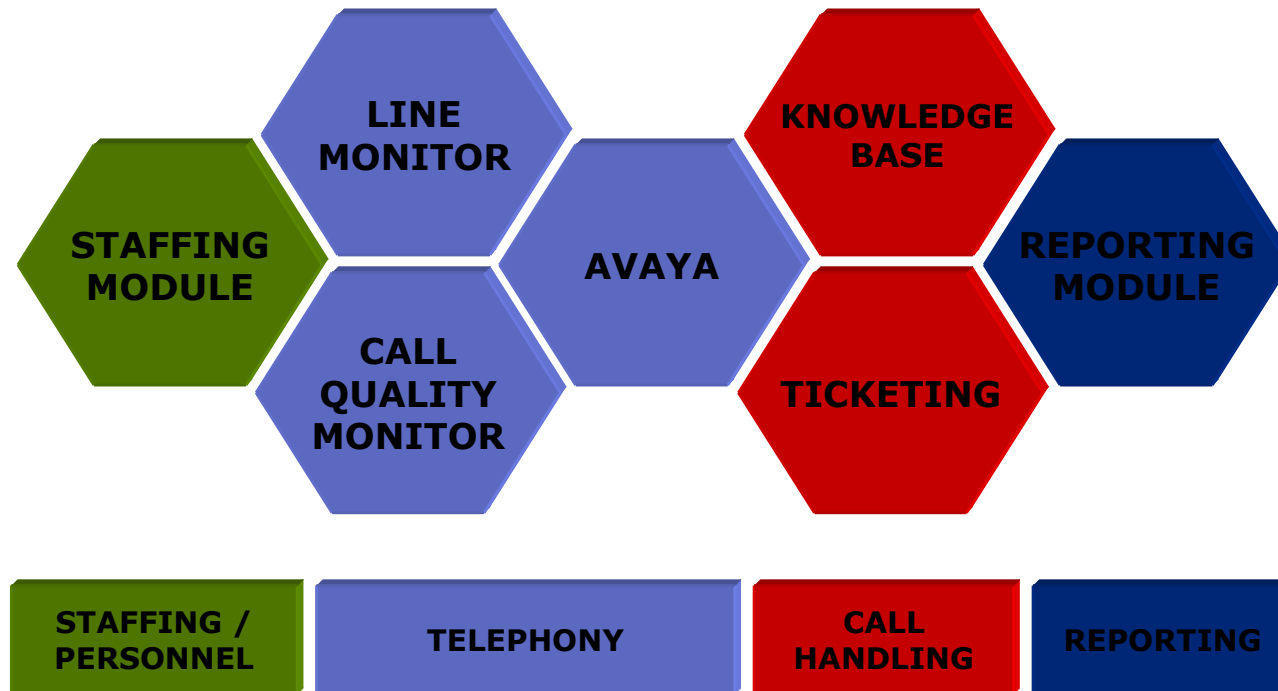 LINE
MONITOR
KNOWLEDGE
BASE
STAFFING
MODULE
AVAYA
REPORTING
MODULE
CALL
QUALITY
MONITOR
TICKETING
STAFFING /
PERSONNEL
TELEPHONY
CALL
HANDLING
REPORTING